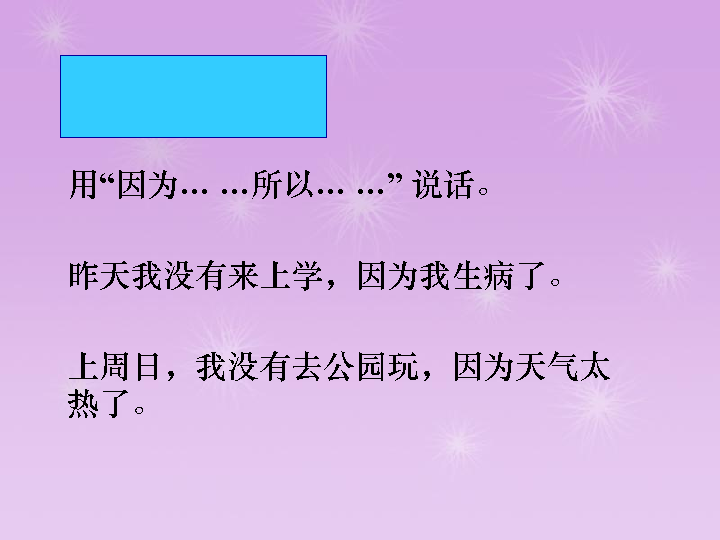 用“因为… …所以… …” 说话。
昨天我没有来上学，因为我生病了。
上周日，我没有去公园玩，因为天气太
热了。